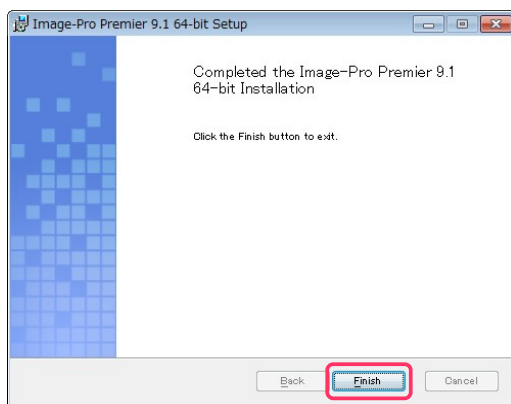 Image-Pro Premier 9.1 64-bit Setup
Completed the Image-Pro Premier 9.1
64-bit Installation
Click the Finish button to exit.
Back
Finish
Cancel